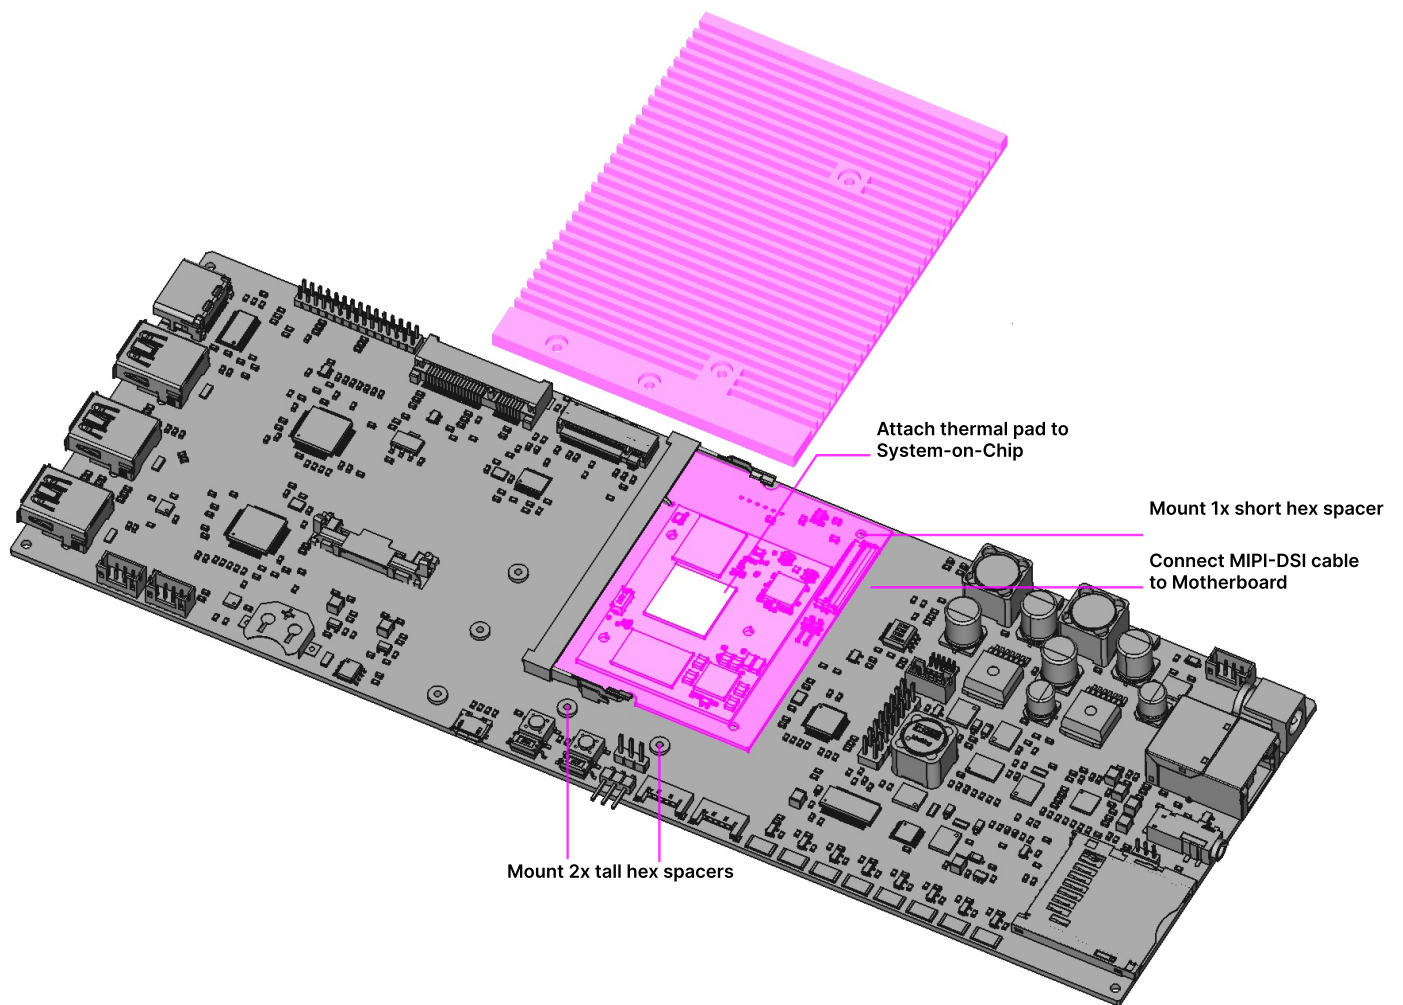 Attach thermal pad to
System-on-Chip
Mount 1x short hex spacer
Connect MIPI-DSI cable
to Motherboard
Mount 2x tall hex spacers